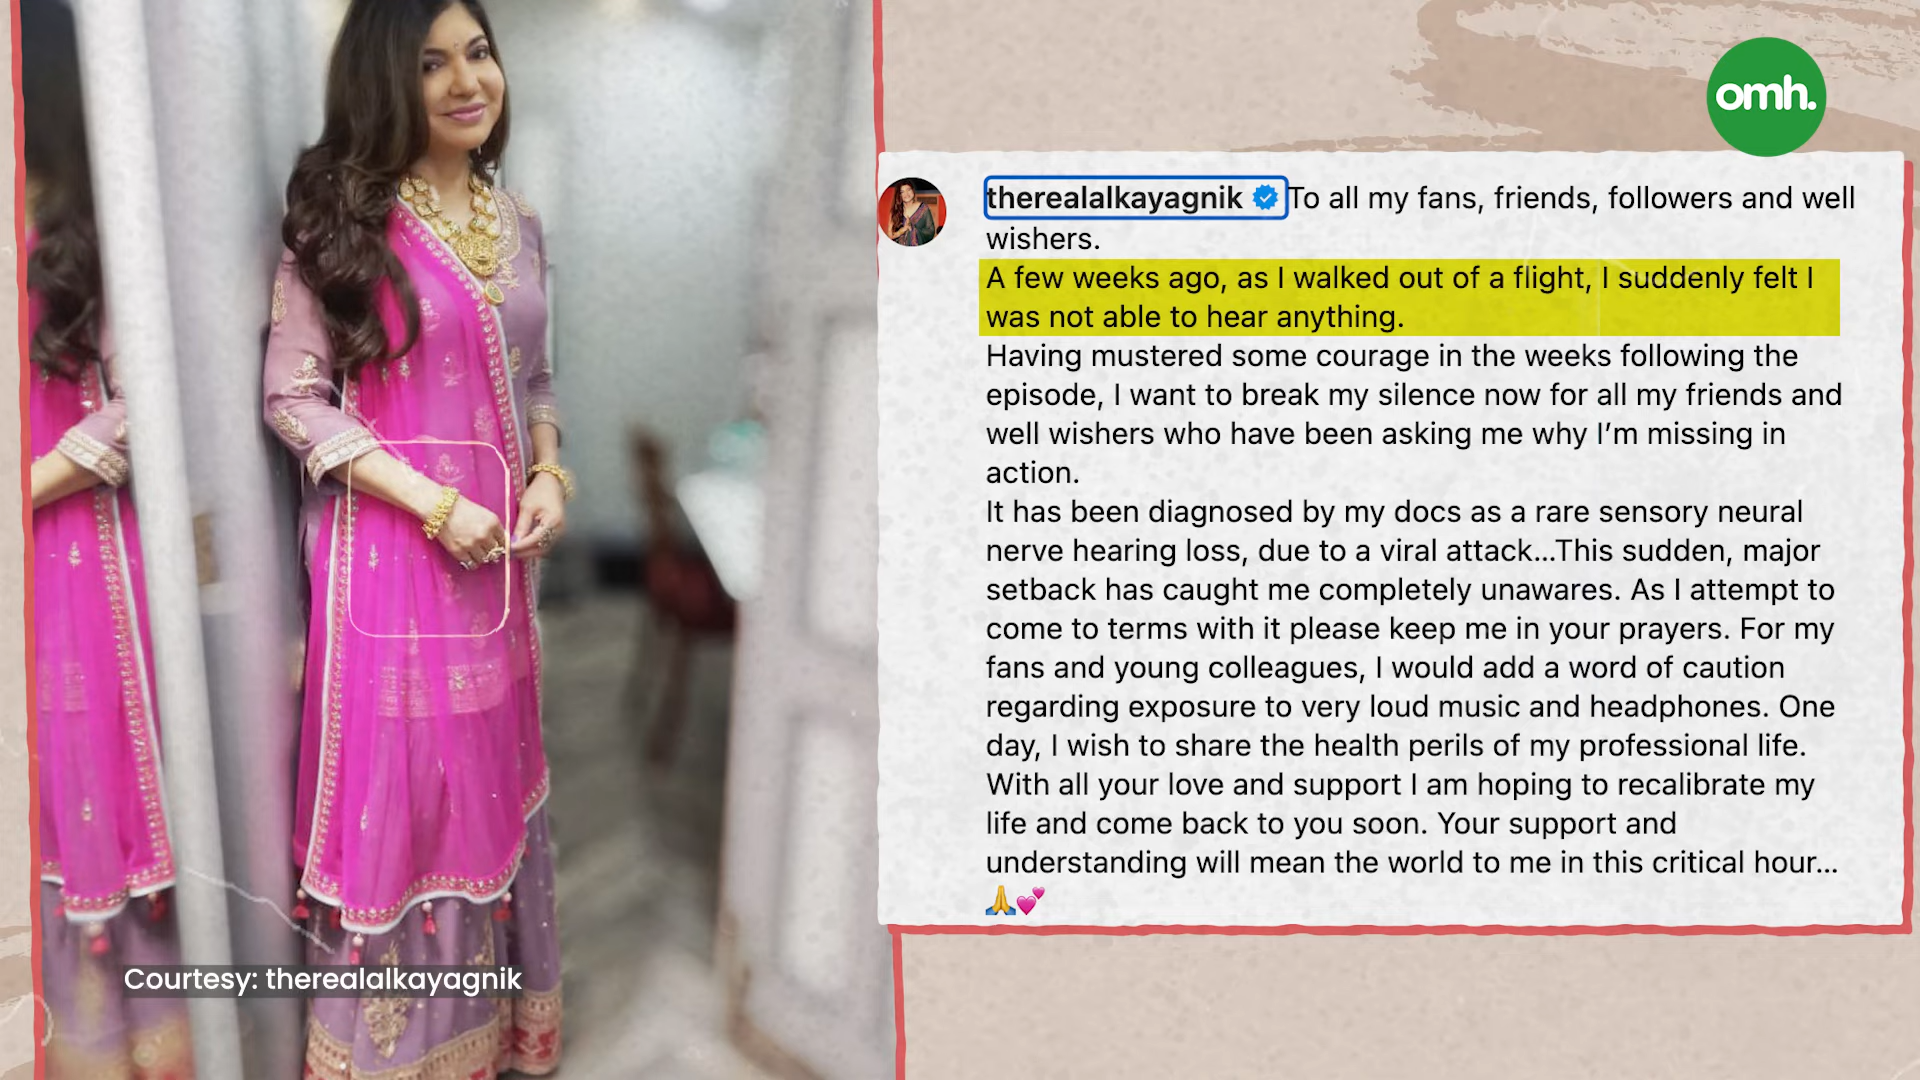 omh.
therealalkayagnik To all my fans, friends, followers and well
wishers.
A few weeks ago, as I walked out of a flight, I suddenly felt I
was not able to hear anything.
Having mustered some courage in the weeks following the
episode, I want to break my silence now for all my friends and
well wishers who have been asking me why I’m missing in
action.
It has been diagnosed by my docs as a rare sensory neural
nerve hearing loss, due to a viral attack...This sudden, major
setback has caught me completely unawares. As I attempt to
come to terms with it please keep me in your prayers. For my
fans and young colleagues, I would add a word of caution
regarding exposure to very loud music and headphones. One
day, I wish to share the health perils of my professional life.
With all your love and support I am hoping to recalibrate my
life and come back to you soon. Your support and
understanding will mean the world to me in this critical hour...
🙏💕
Courtesy: therealalkayagnik